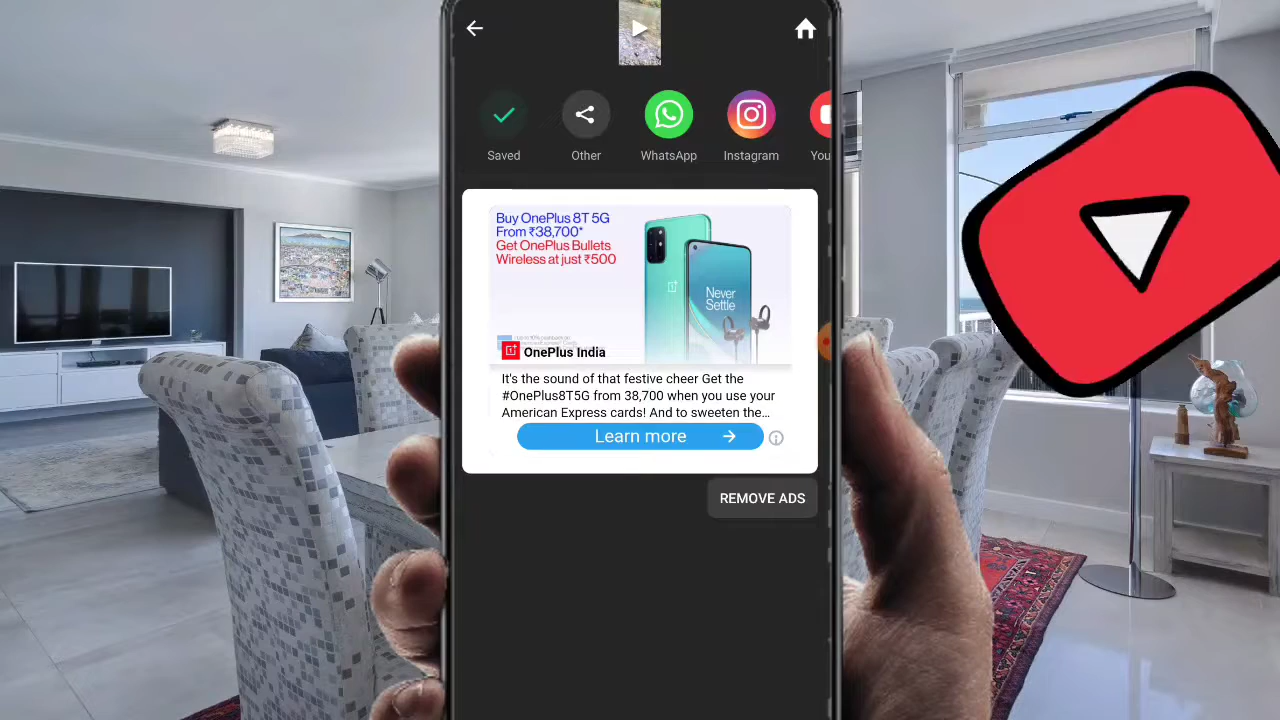 Saved
Other
WhatsApp
Instagram
You
Buy OnePlus 8T 5G
From ₹38,700*
Get OnePlus Bullets
Wireless at just ₹500
Never
Settle
OnePlus India
It's the sound of that festive cheer Get the
#OnePlus8T5G from 38,700 when you use your
American Express cards! And to sweeten the...
Learn more
REMOVE ADS